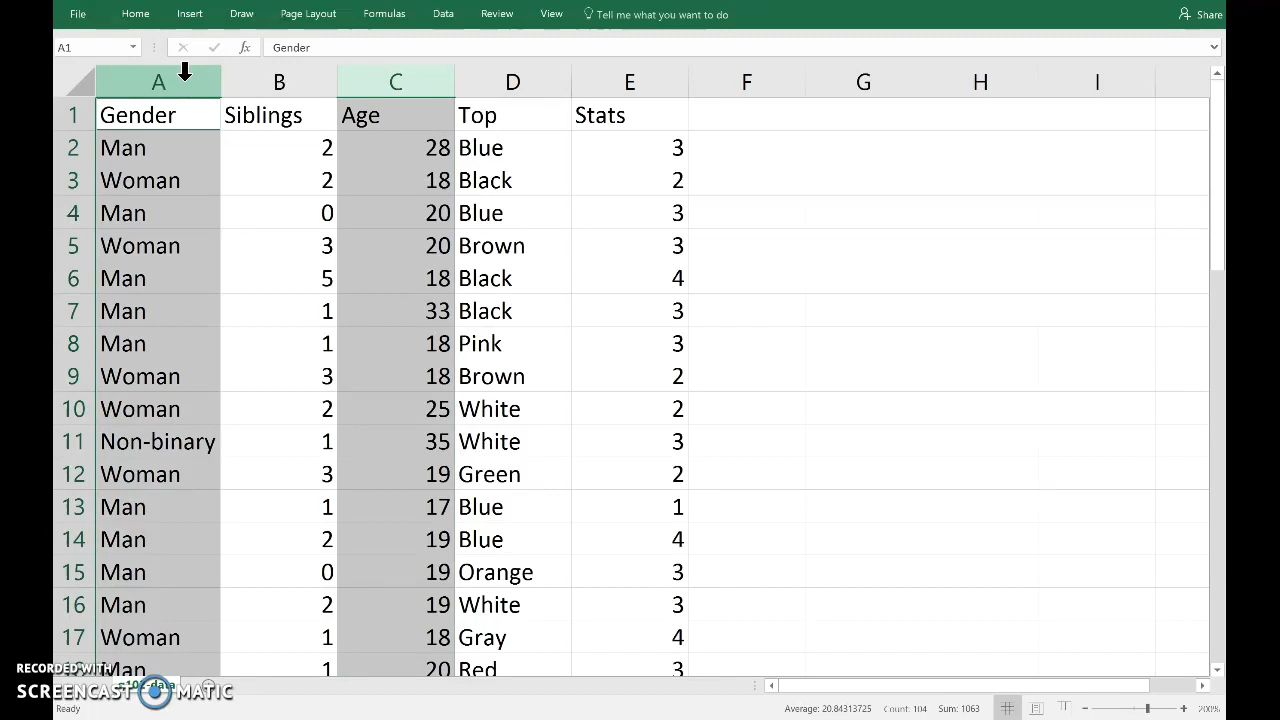 File Home Insert Draw Page Layout Formulas Data Review View Tell me what you want to do Share
A1 fx Gender
A B C D E F G H I
1 Gender Siblings Age Top Stats
2 Man 2 28 Blue 3
3 Woman 2 18 Black 2
4 Man 0 20 Blue 3
5 Woman 3 20 Brown 3
6 Man 5 18 Black 4
7 Man 1 33 Black 3
8 Man 1 18 Pink 3
9 Woman 3 18 Brown 2
10 Woman 2 25 White 2
11 Non-binary 1 35 White 3
12 Woman 3 19 Green 2
13 Man 1 17 Blue 1
14 Man 2 19 Blue 4
15 Man 0 19 Orange 3
16 Man 2 19 White 3
17 Woman 1 18 Gray 4
Man 1 20 Red 3
RECORDED WITH
SCREENCAST MATIC
Ready Average: 20.84313725 Count: 104 Sum: 1063 200%